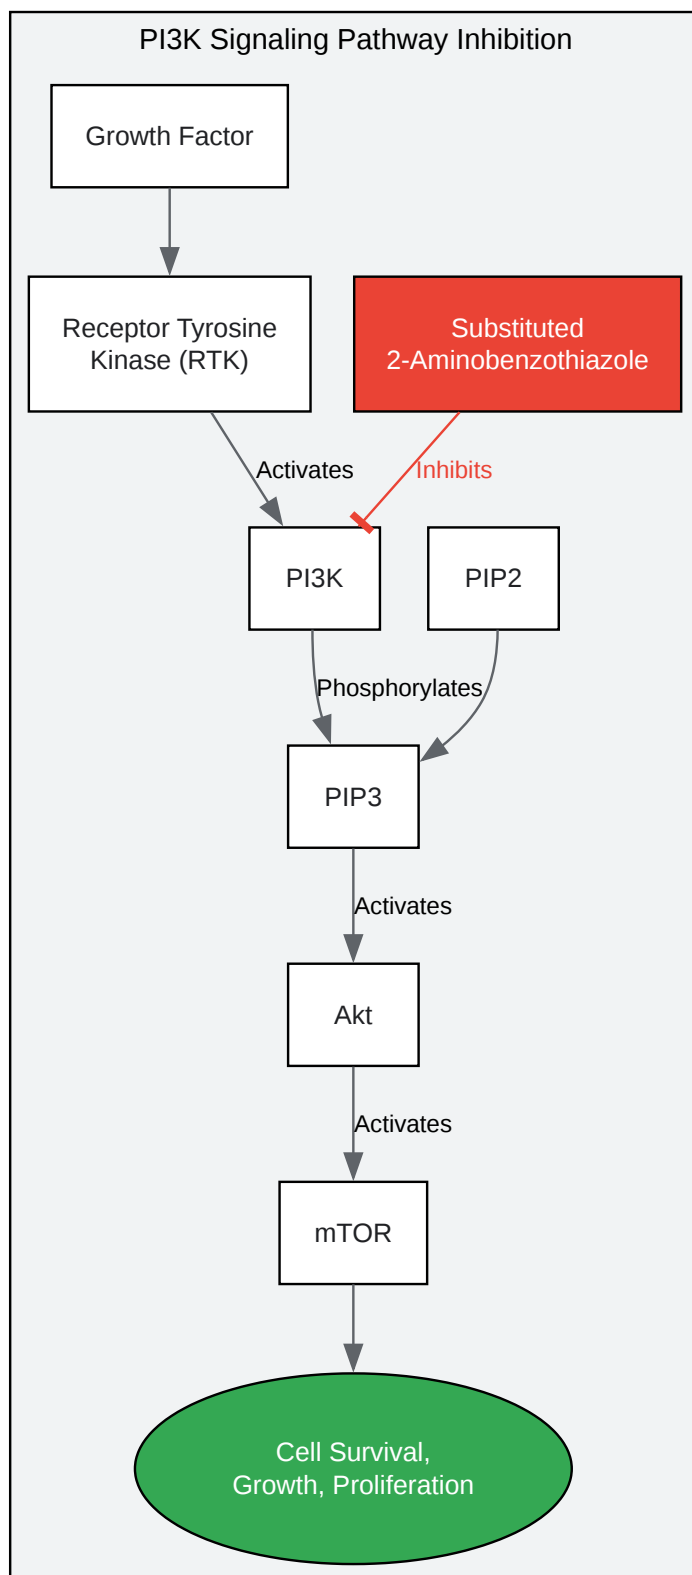 PI3K Signaling Pathway Inhibition
Growth Factor
Receptor Tyrosine
Kinase (RTK)
Substituted
2-Aminobenzothiazole
Activates
Inhibits
PI3K
PIP2
Phosphorylates
PIP3
Activates
Akt
Activates
mTOR
Cell Survival,
Growth, Proliferation